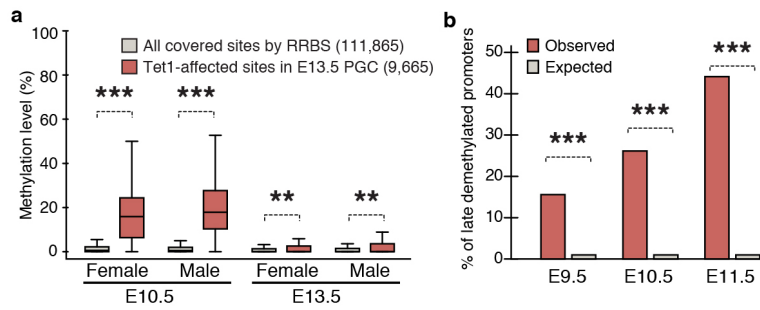 a
Methylation level (%)
100
80
60
40
20
0
All covered sites by RRBS (111,865)
Tet1-affected sites in E13.5 PGC (9,665)
***
***
**
**
Female
Male
Female
Male
E10.5
E13.5
b
% of late demethylated promoters
50
40
30
20
10
0
Observed
Expected
***
***
***
E9.5
E10.5
E11.5